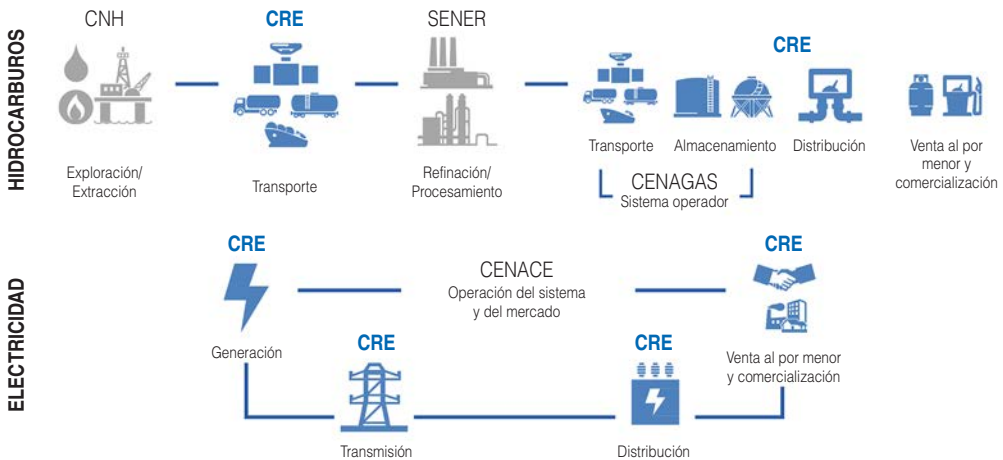 HIDROCARBUROS
CNH
Exploración/
Extracción
CRE
Transporte
SENER
Refinación/
Procesamiento
CRE
Transporte
Almacenamiento
Distribución
Venta al por
menor y
comercialización
CENAGAS
Sistema operador
ELECTRICIDAD
CRE
Generación
CENACE
Operación del sistema
y del mercado
CRE
Venta al por menor
y comercialización
CRE
Transmisión
CRE
Distribución